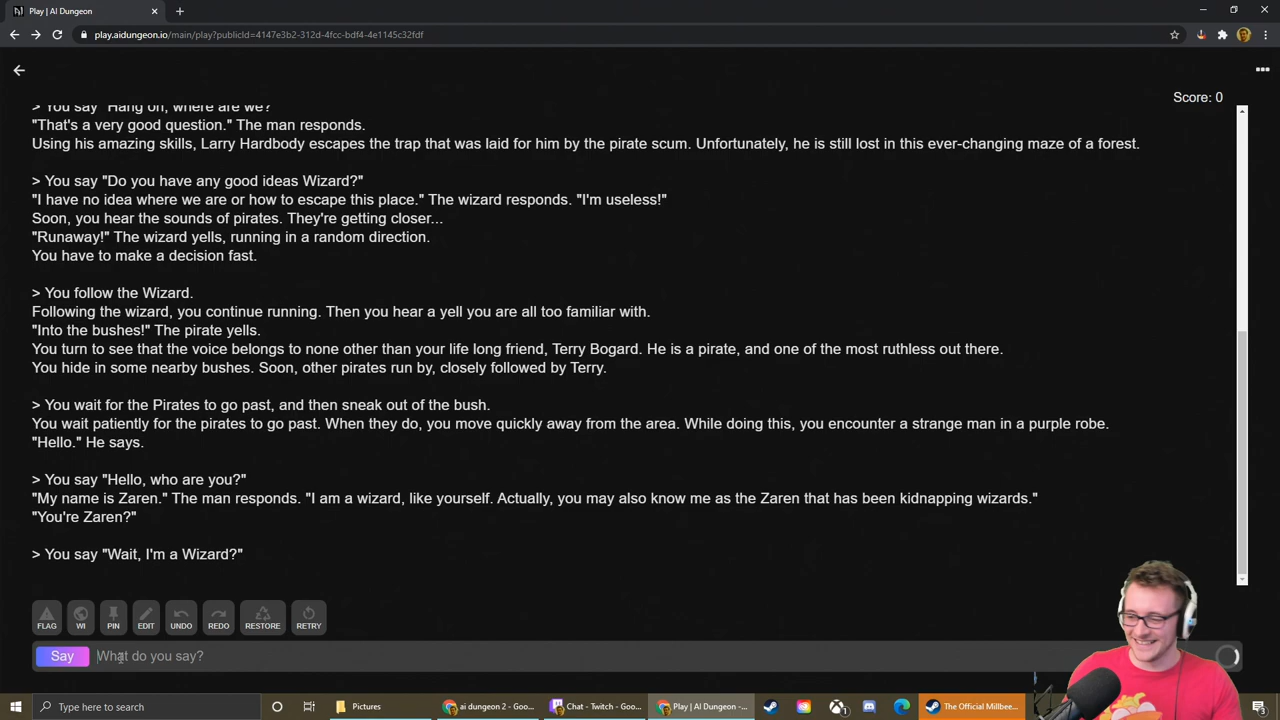 Play | AI Dungeon
play.aidungeon.io/main/play?publicId=4147e3b2-312d-4fcc-bdf4-4e1145c32fdf
Score: 0
> You say "Hang on, where are we?"
"That's a very good question." The man responds.
Using his amazing skills, Larry Hardbody escapes the trap that was laid for him by the pirate scum. Unfortunately, he is still lost in this ever-changing maze of a forest.
> You say "Do you have any good ideas Wizard?"
"I have no idea where we are or how to escape this place." The wizard responds. "I'm useless!"
Soon, you hear the sounds of pirates. They're getting closer...
"Runaway!" The wizard yells, running in a random direction.
You have to make a decision fast.
> You follow the Wizard.
Following the wizard, you continue running. Then you hear a yell you are all too familiar with.
"Into the bushes!" The pirate yells.
You turn to see that the voice belongs to none other than your life long friend, Terry Bogard. He is a pirate, and one of the most ruthless out there.
You hide in some nearby bushes. Soon, other pirates run by, closely followed by Terry.
> You wait for the Pirates to go past, and then sneak out of the bush.
You wait patiently for the pirates to go past. When they do, you move quickly away from the area. While doing this, you encounter a strange man in a purple robe.
"Hello." He says.
> You say "Hello, who are you?"
"My name is Zaren." The man responds. "I am a wizard, like yourself. Actually, you may also know me as the Zaren that has been kidnapping wizards."
"You're Zaren?"
> You say "Wait, I'm a Wizard?"
FLAG WI PIN EDIT UNDO REDO RESTORE RETRY
Say What do you say?
Type here to search Pictures ai dungeon 2 - Goo... Chat - Twitch - Goo... Play | AI Dungeon -... The Official Millbee...